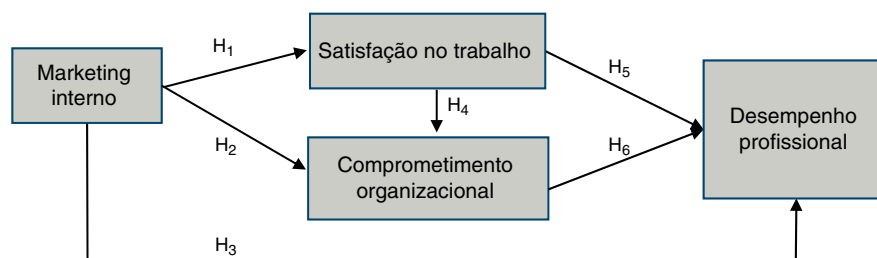 H1
Satisfação no trabalho
H5
Marketing
interno
H4
Desempenho
profissional
H2
Comprometimento
organizacional
H6
H3